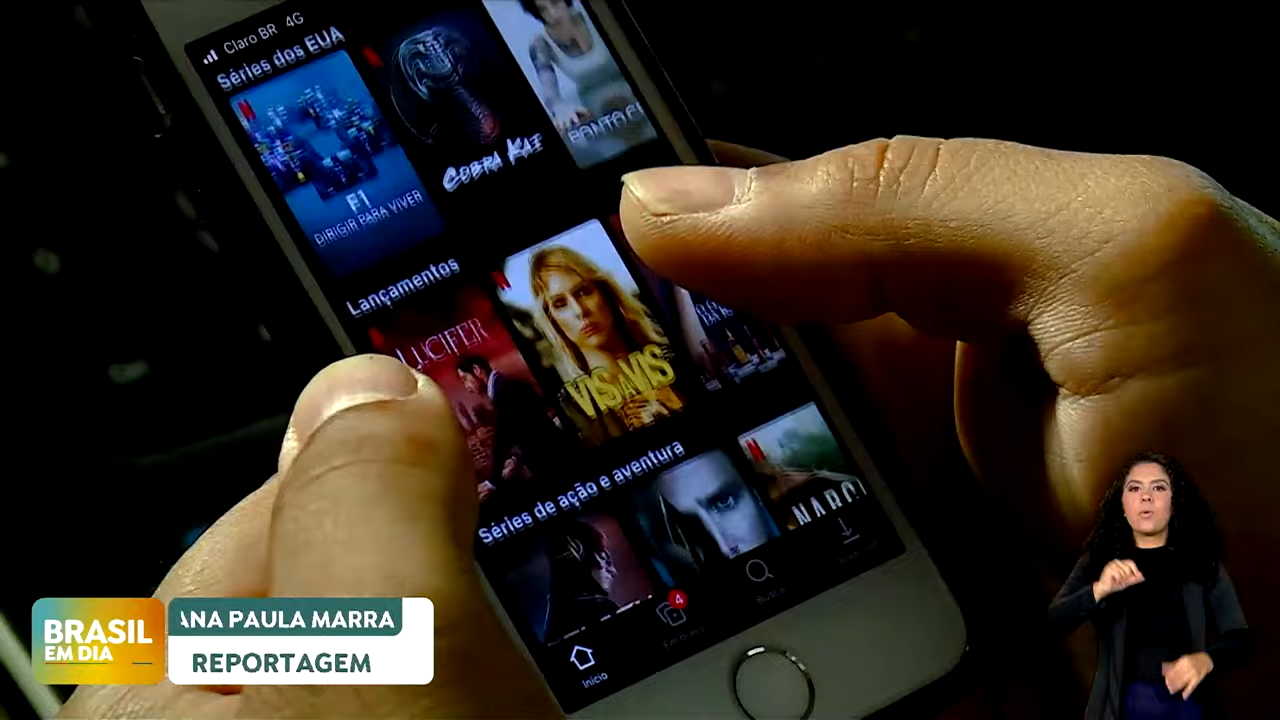 Claro BR 4G
Séries dos EUA
F1
DIRIGIR PARA VIVER
COBRA KAI
Lançamentos
LUCIFER
VIS A VIS
Séries de ação e aventura
4
Início
ANA PAULA MARRA
REPORTAGEM
BRASIL
EM DIA